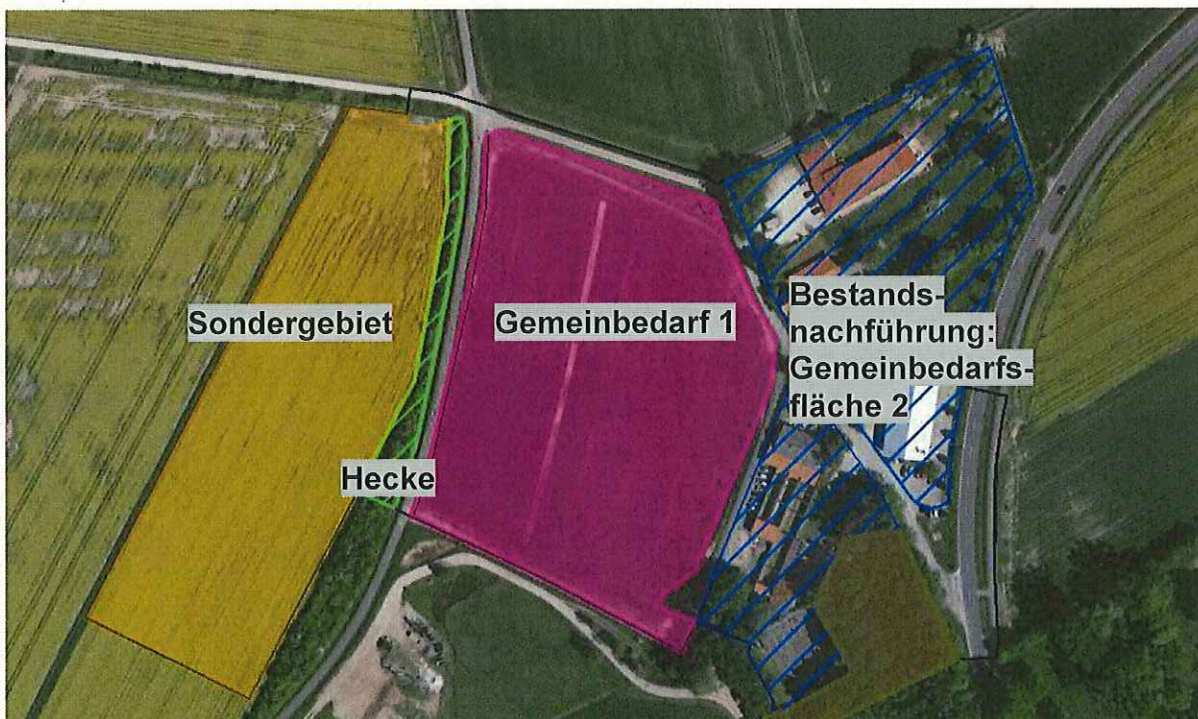 Sondergebiet
Gemeinbedarf 1
Bestands-
nachführung:
Gemeinbedarfs-
fläche 2
Hecke